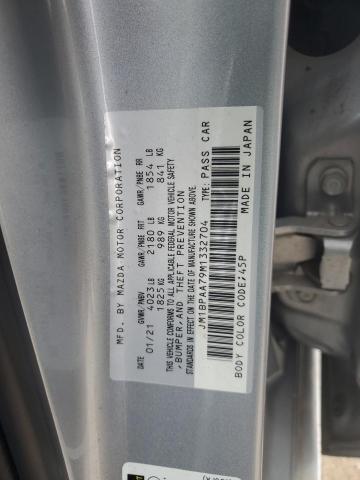 MFD. BY MAZDA MOTOR CORPORATION
GVWR/PNBV GAWR/PNBE FRT GAWR/PNBE RR
01/21 4023LB 2180 LB 1854 LB
1825KG 989 KG 841 KG
THIS VEHICLE CONFORMS TO ALL APPLICABLE FEDERAL MOTOR VEHICLE SAFETY
,BUMPER,AND THEFT PREVENTION
STANDARDS IN EFFECT ON THE DATE OF MANUFACTURE SHOWN ABOVE.
JM1BPAA79M1332704 TYPE: PASS CAR
BODY COLOR CODE;45P MADE IN JAPAN